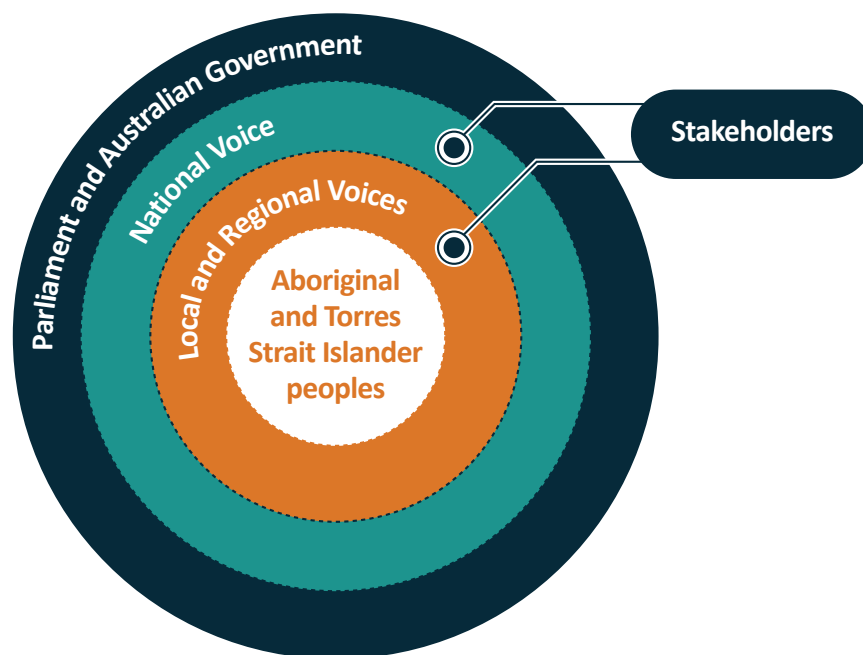 Parliament and Australian Government
National Voice
Local and Regional Voices
Aboriginal
and Torres
Strait Islander
peoples
Stakeholders